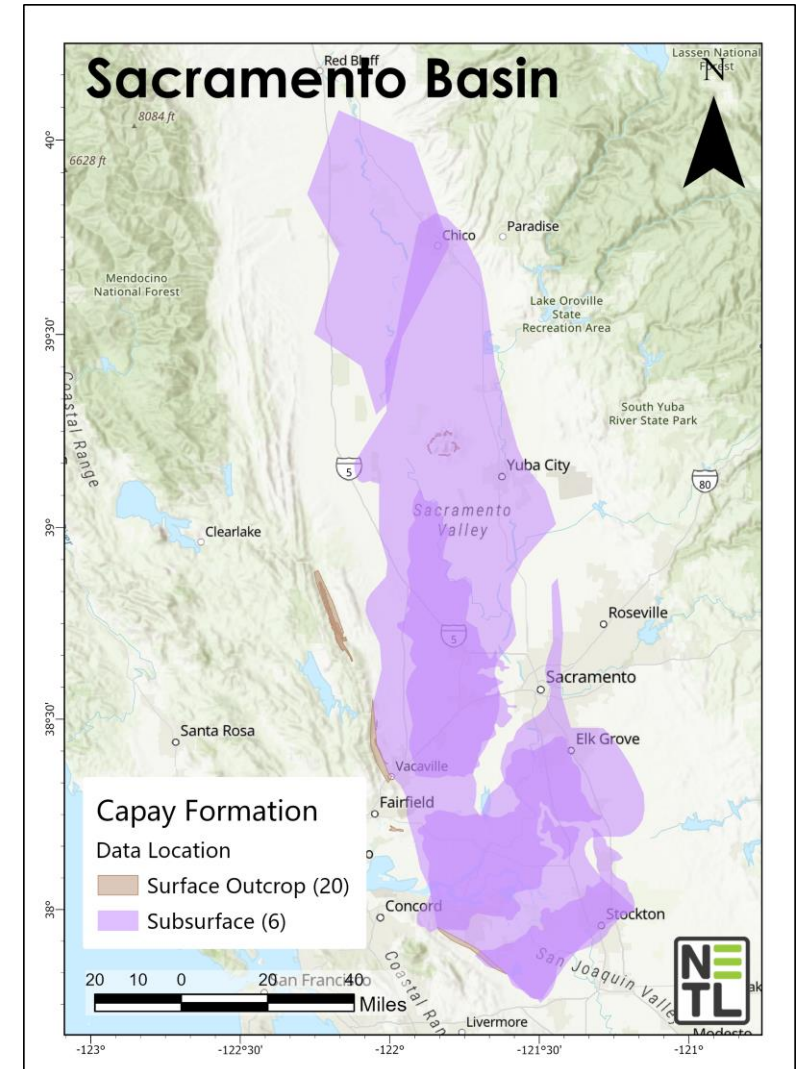 Sacramento Basin
Red Bluff
Lassen National
Forest
N
8084 ft
6628 ft
40°
Chico
Paradise
Mendocino
National Forest
Lake Oroville
State
Recreation Area
39°30'
Coastal Range
South Yuba
River State Park
5
Yuba City
80
Sacramento
Valley
39°
Clearlake
Roseville
5
Sacramento
38°30'
Santa Rosa
Elk Grove
Vacaville
Fairfield
Capay Formation
Data Location
Surface Outcrop (20)
Subsurface (6)
38°
Concord
Stockton
San Joaquin Valley
Coastal Ran
NETL
20 10 0 20 40
San Francisco
Miles
Livermore
Modesto
-123° -122°30' -122° -121°30' -121°